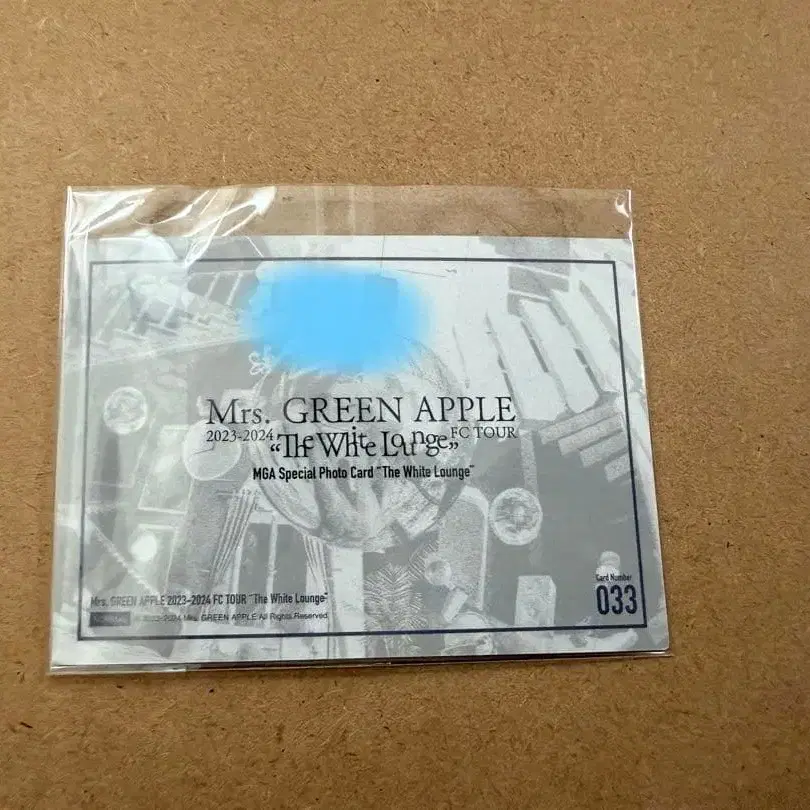 Mrs. GREEN APPLE
2023-2024 "The White Lounge" FC TOUR
MGA Special Photo Card "The White Lounge"
Card Number
033
Mrs. GREEN APPLE 2023-2024 FC TOUR "The White Lounge"
2023-2024 Mrs. GREEN APPLE All Rights Reserved